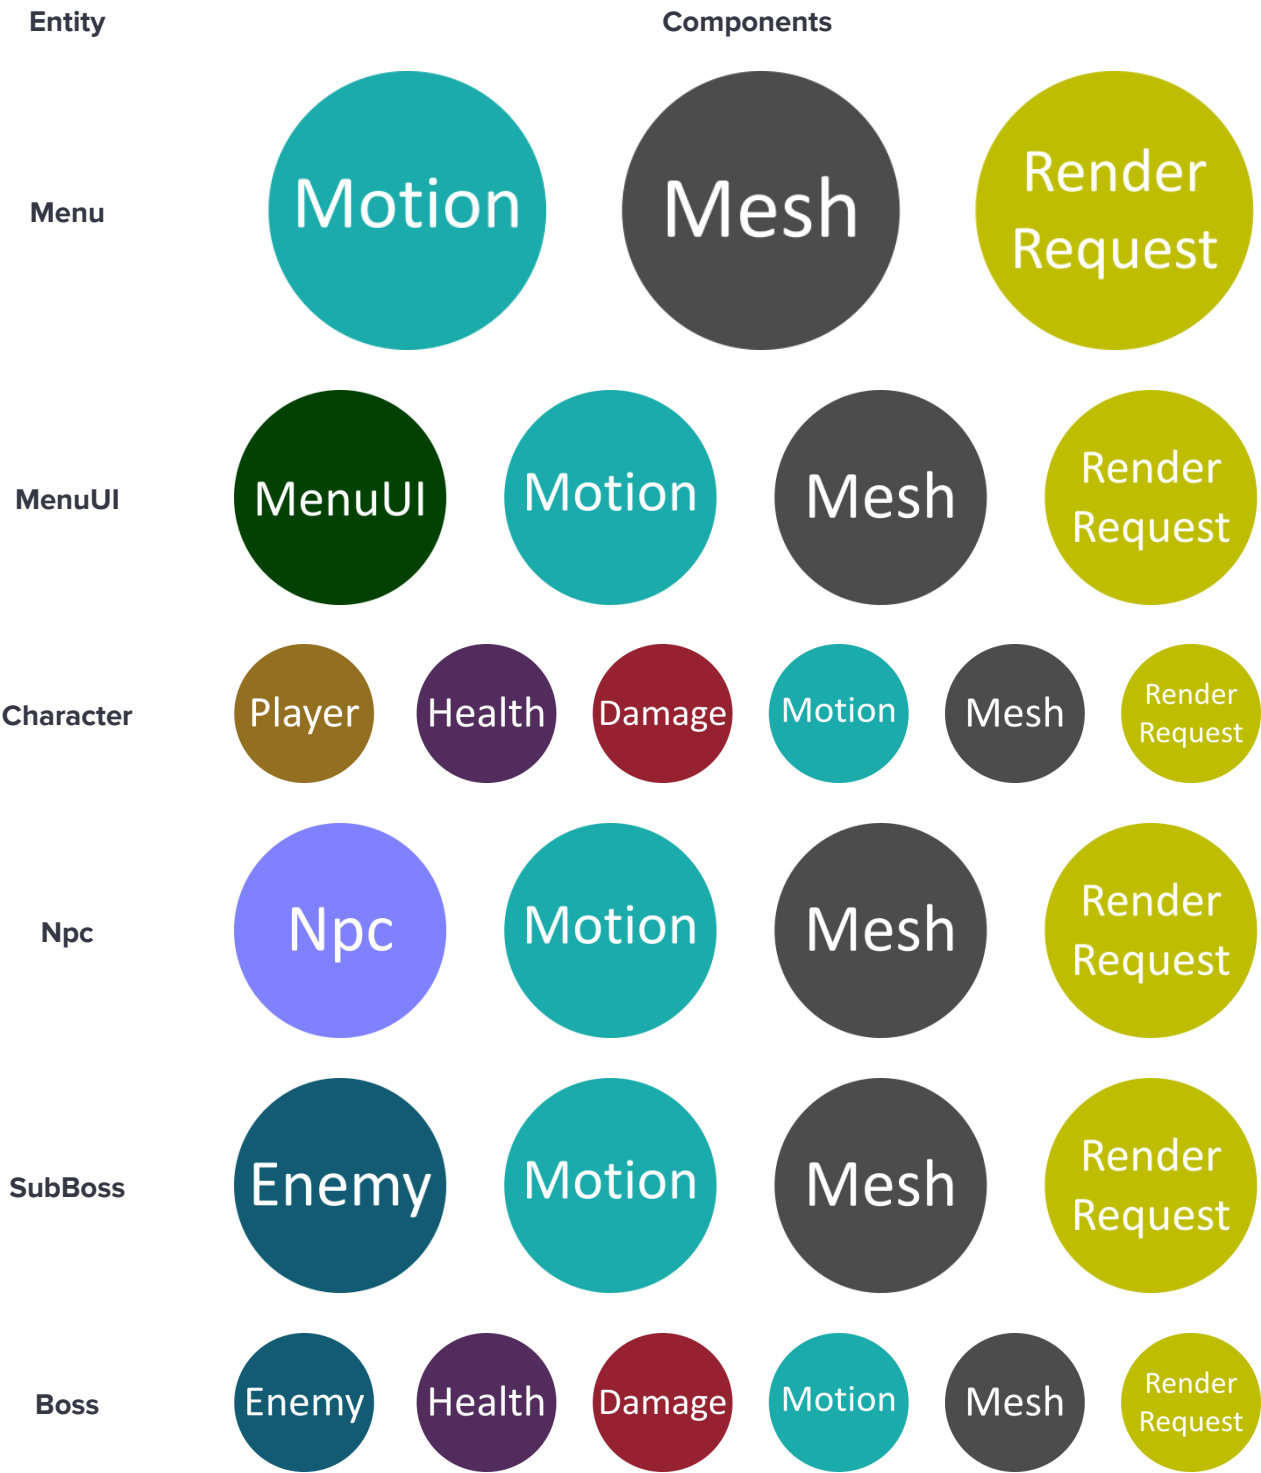 Entity Components
Menu Motion Mesh Render
Request
MenuUI MenuUI Motion Mesh Render
Request
Character Player Health Damage Motion Mesh Render
Request
Npc Npc Motion Mesh Render
Request
SubBoss Enemy Motion Mesh Render
Request
Boss Enemy Health Damage Motion Mesh Render
Request